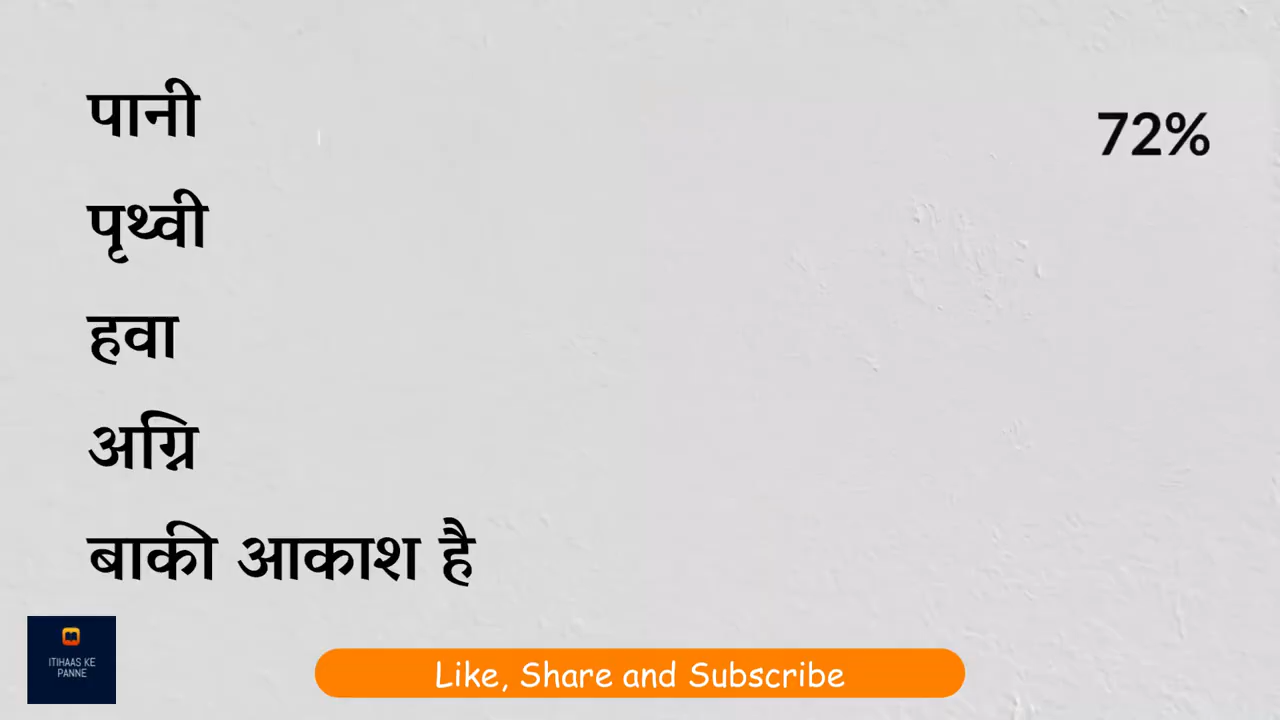 पानी 72%
पृथ्वी
हवा
अग्नि
बाकी आकाश है
ITIHAAS KE
PANNE
Like, Share and Subscribe